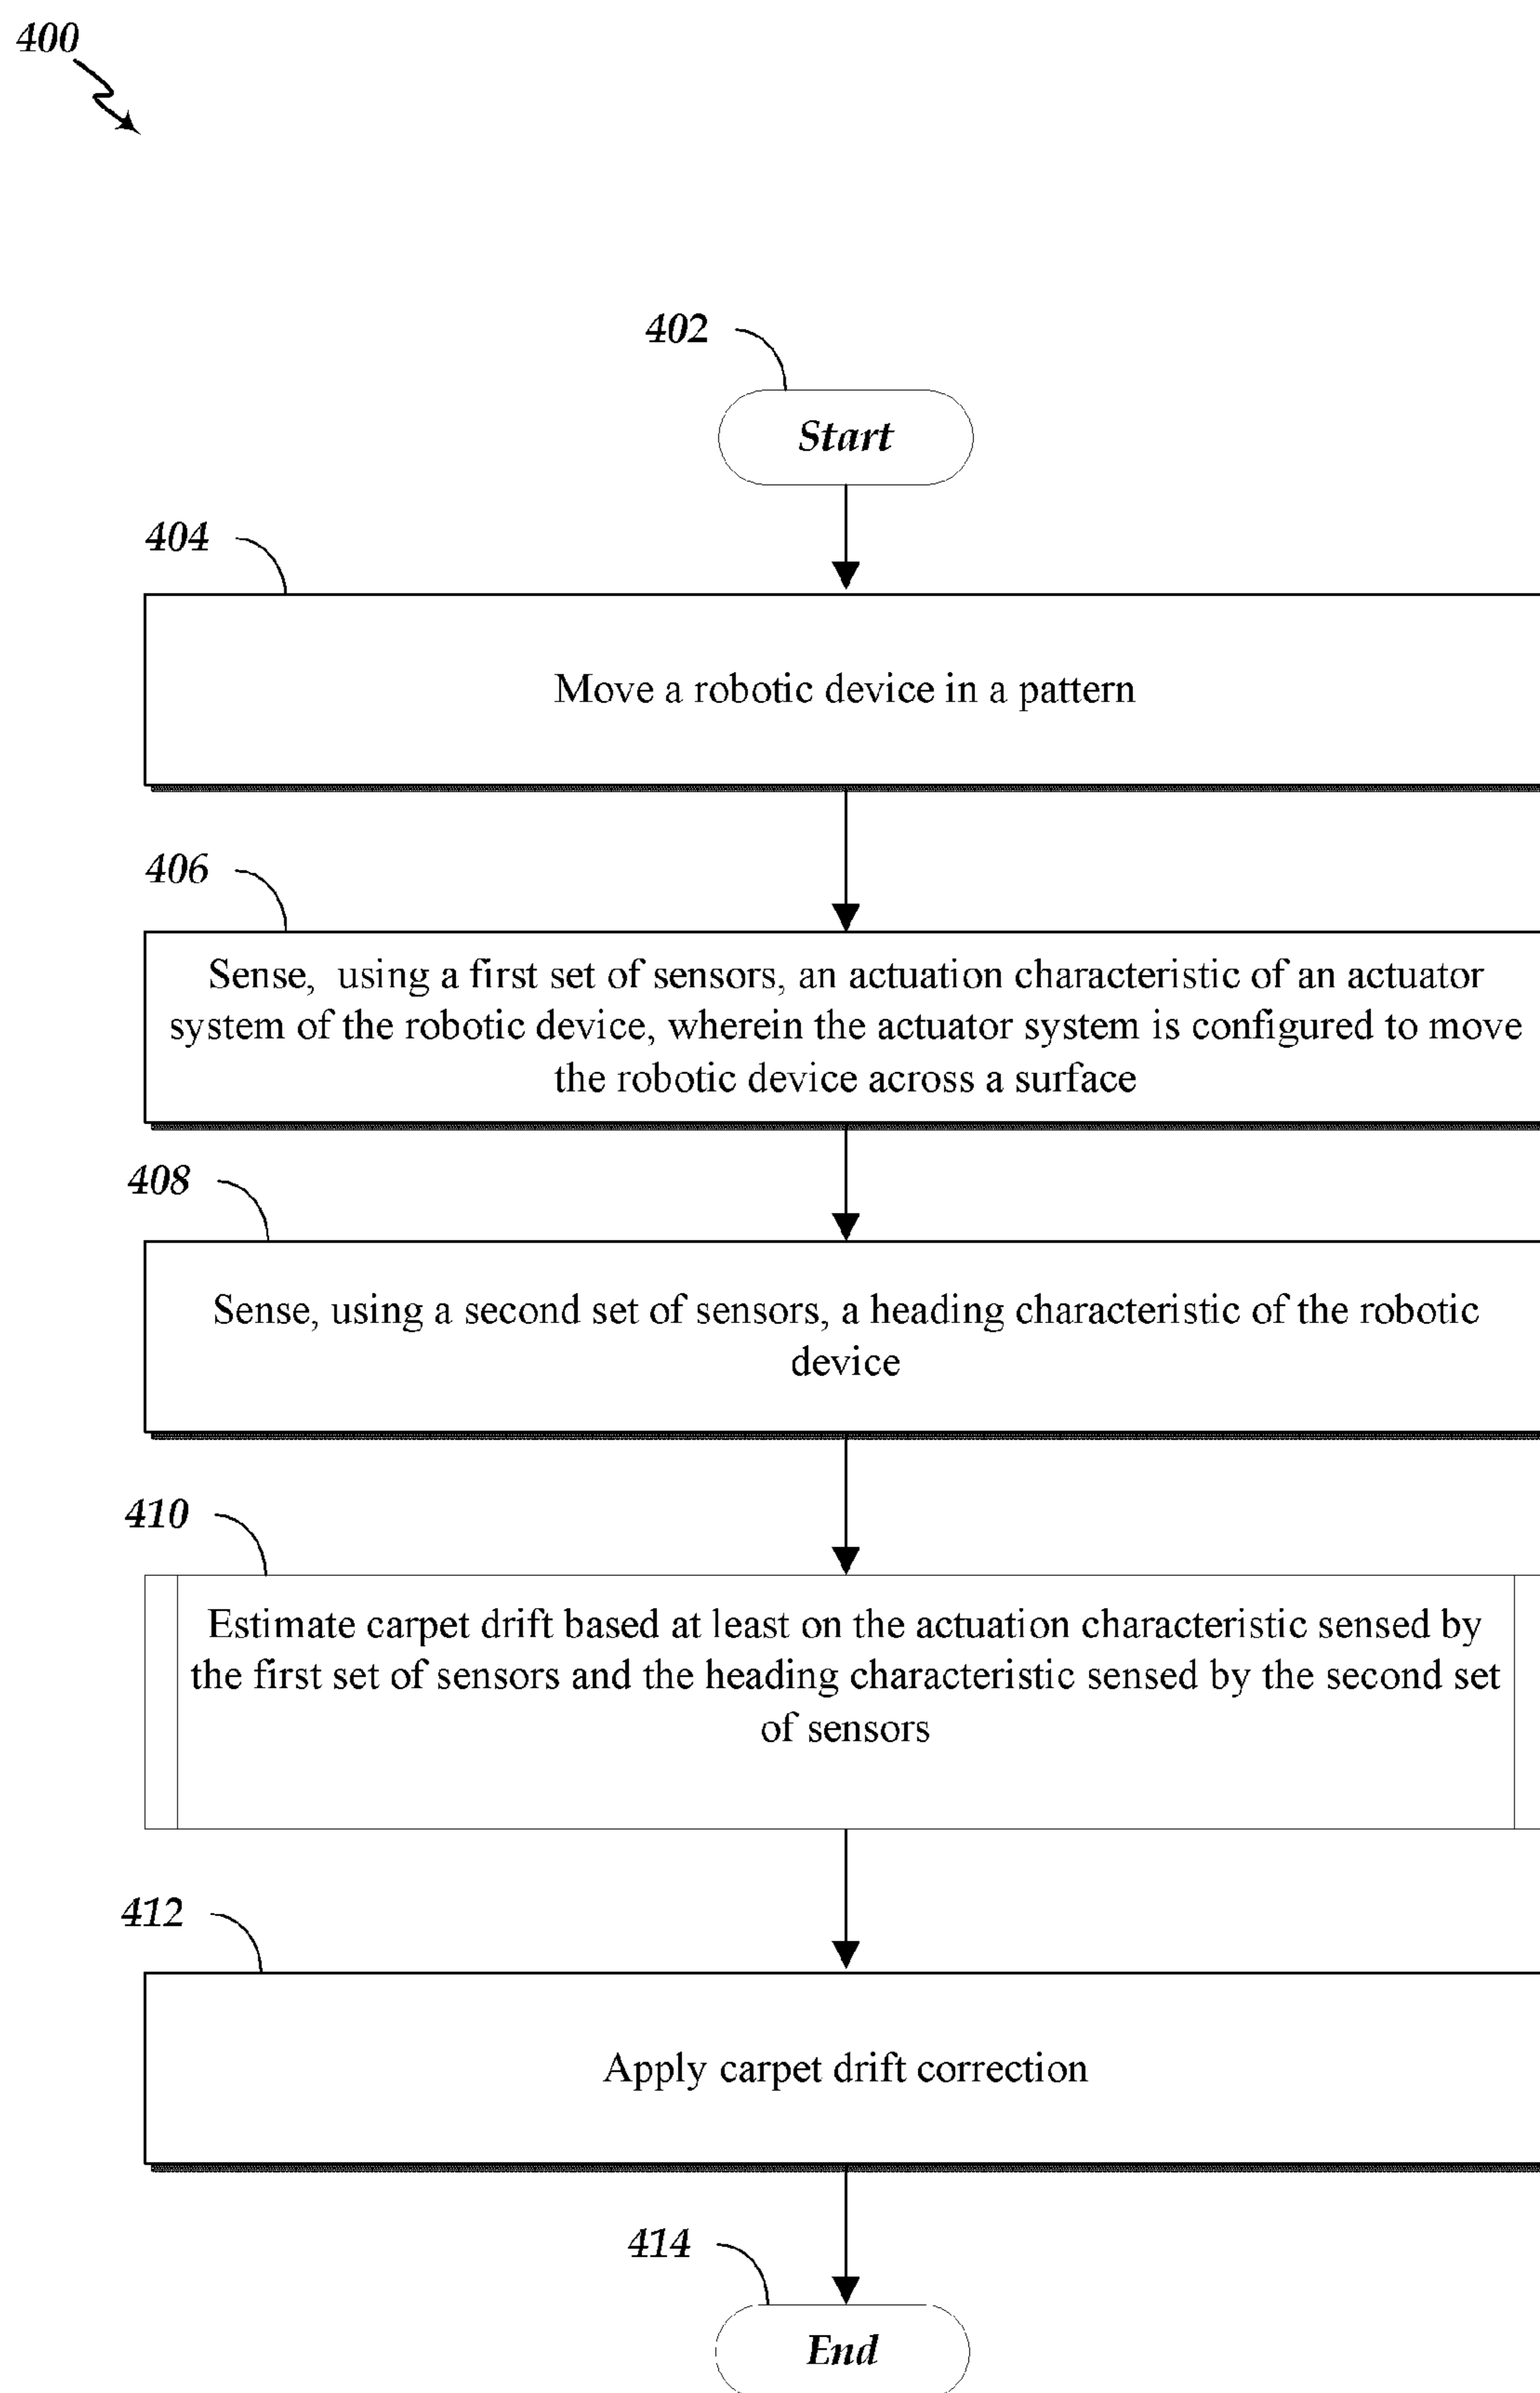 400
402
Start
404
Move a robotic device in a pattern
406
Sense, using a first set of sensors, an actuation characteristic of an actuator
system of the robotic device, wherein the actuator system is configured to move
the robotic device across a surface
408
Sense, using a second set of sensors, a heading characteristic of the robotic
device
410
Estimate carpet drift based at least on the actuation characteristic sensed by
the first set of sensors and the heading characteristic sensed by the second set
of sensors
412
Apply carpet drift correction
414
End